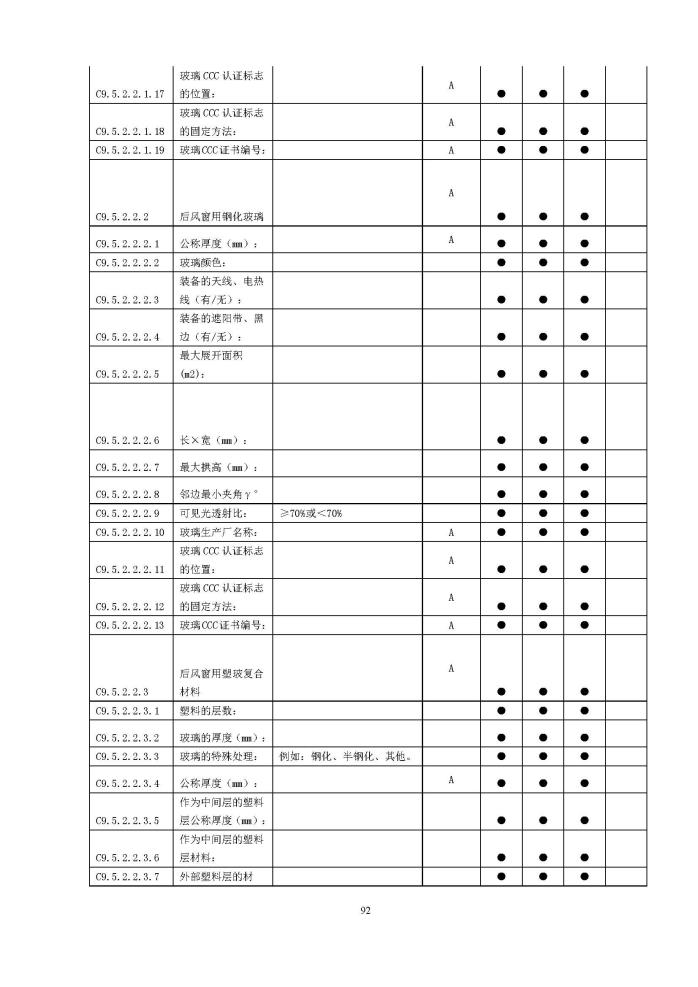 玻璃 CCC 认证标志
A
C9.5.2.2.1.17 的位置： ● ● ●
玻璃 CCC 认证标志
A
C9.5.2.2.1.18 的固定方法： ● ● ●
C9.5.2.2.1.19 玻璃CCC证书编号： A ● ● ●
A
C9.5.2.2.2 后风窗用钢化玻璃 ● ● ●
C9.5.2.2.2.1 公称厚度（mm）： A ● ● ●
C9.5.2.2.2.2 玻璃颜色： ● ● ●
装备的天线、电热
C9.5.2.2.2.3 线（有/无）： ● ● ●
装备的遮阳带、黑
C9.5.2.2.2.4 边（有/无）： ● ● ●
最大展开面积
C9.5.2.2.2.5 (m2)： ● ● ●
C9.5.2.2.2.6 长×宽（mm）： ● ● ●
C9.5.2.2.2.7 最大拱高（mm）： ● ● ●
C9.5.2.2.2.8 邻边最小夹角γ° ● ● ●
C9.5.2.2.2.9 可见光透射比： ≥70%或＜70% ● ● ●
C9.5.2.2.2.10 玻璃生产厂名称： A ● ● ●
玻璃 CCC 认证标志
A
C9.5.2.2.2.11 的位置： ● ● ●
玻璃 CCC 认证标志
A
C9.5.2.2.2.12 的固定方法： ● ● ●
C9.5.2.2.2.13 玻璃CCC证书编号： A ● ● ●
A
后风窗用塑玻复合
C9.5.2.2.3 材料 ● ● ●
C9.5.2.2.3.1 塑料的层数： ● ● ●
C9.5.2.2.3.2 玻璃的厚度（mm）： ● ● ●
C9.5.2.2.3.3 玻璃的特殊处理： 例如：钢化、半钢化、其他。 ● ● ●
C9.5.2.2.3.4 公称厚度（mm）： A ● ● ●
作为中间层的塑料
C9.5.2.2.3.5 层公称厚度（mm）： ● ● ●
作为中间层的塑料
C9.5.2.2.3.6 层材料： ● ● ●
C9.5.2.2.3.7 外部塑料层的材 ● ● ●
92